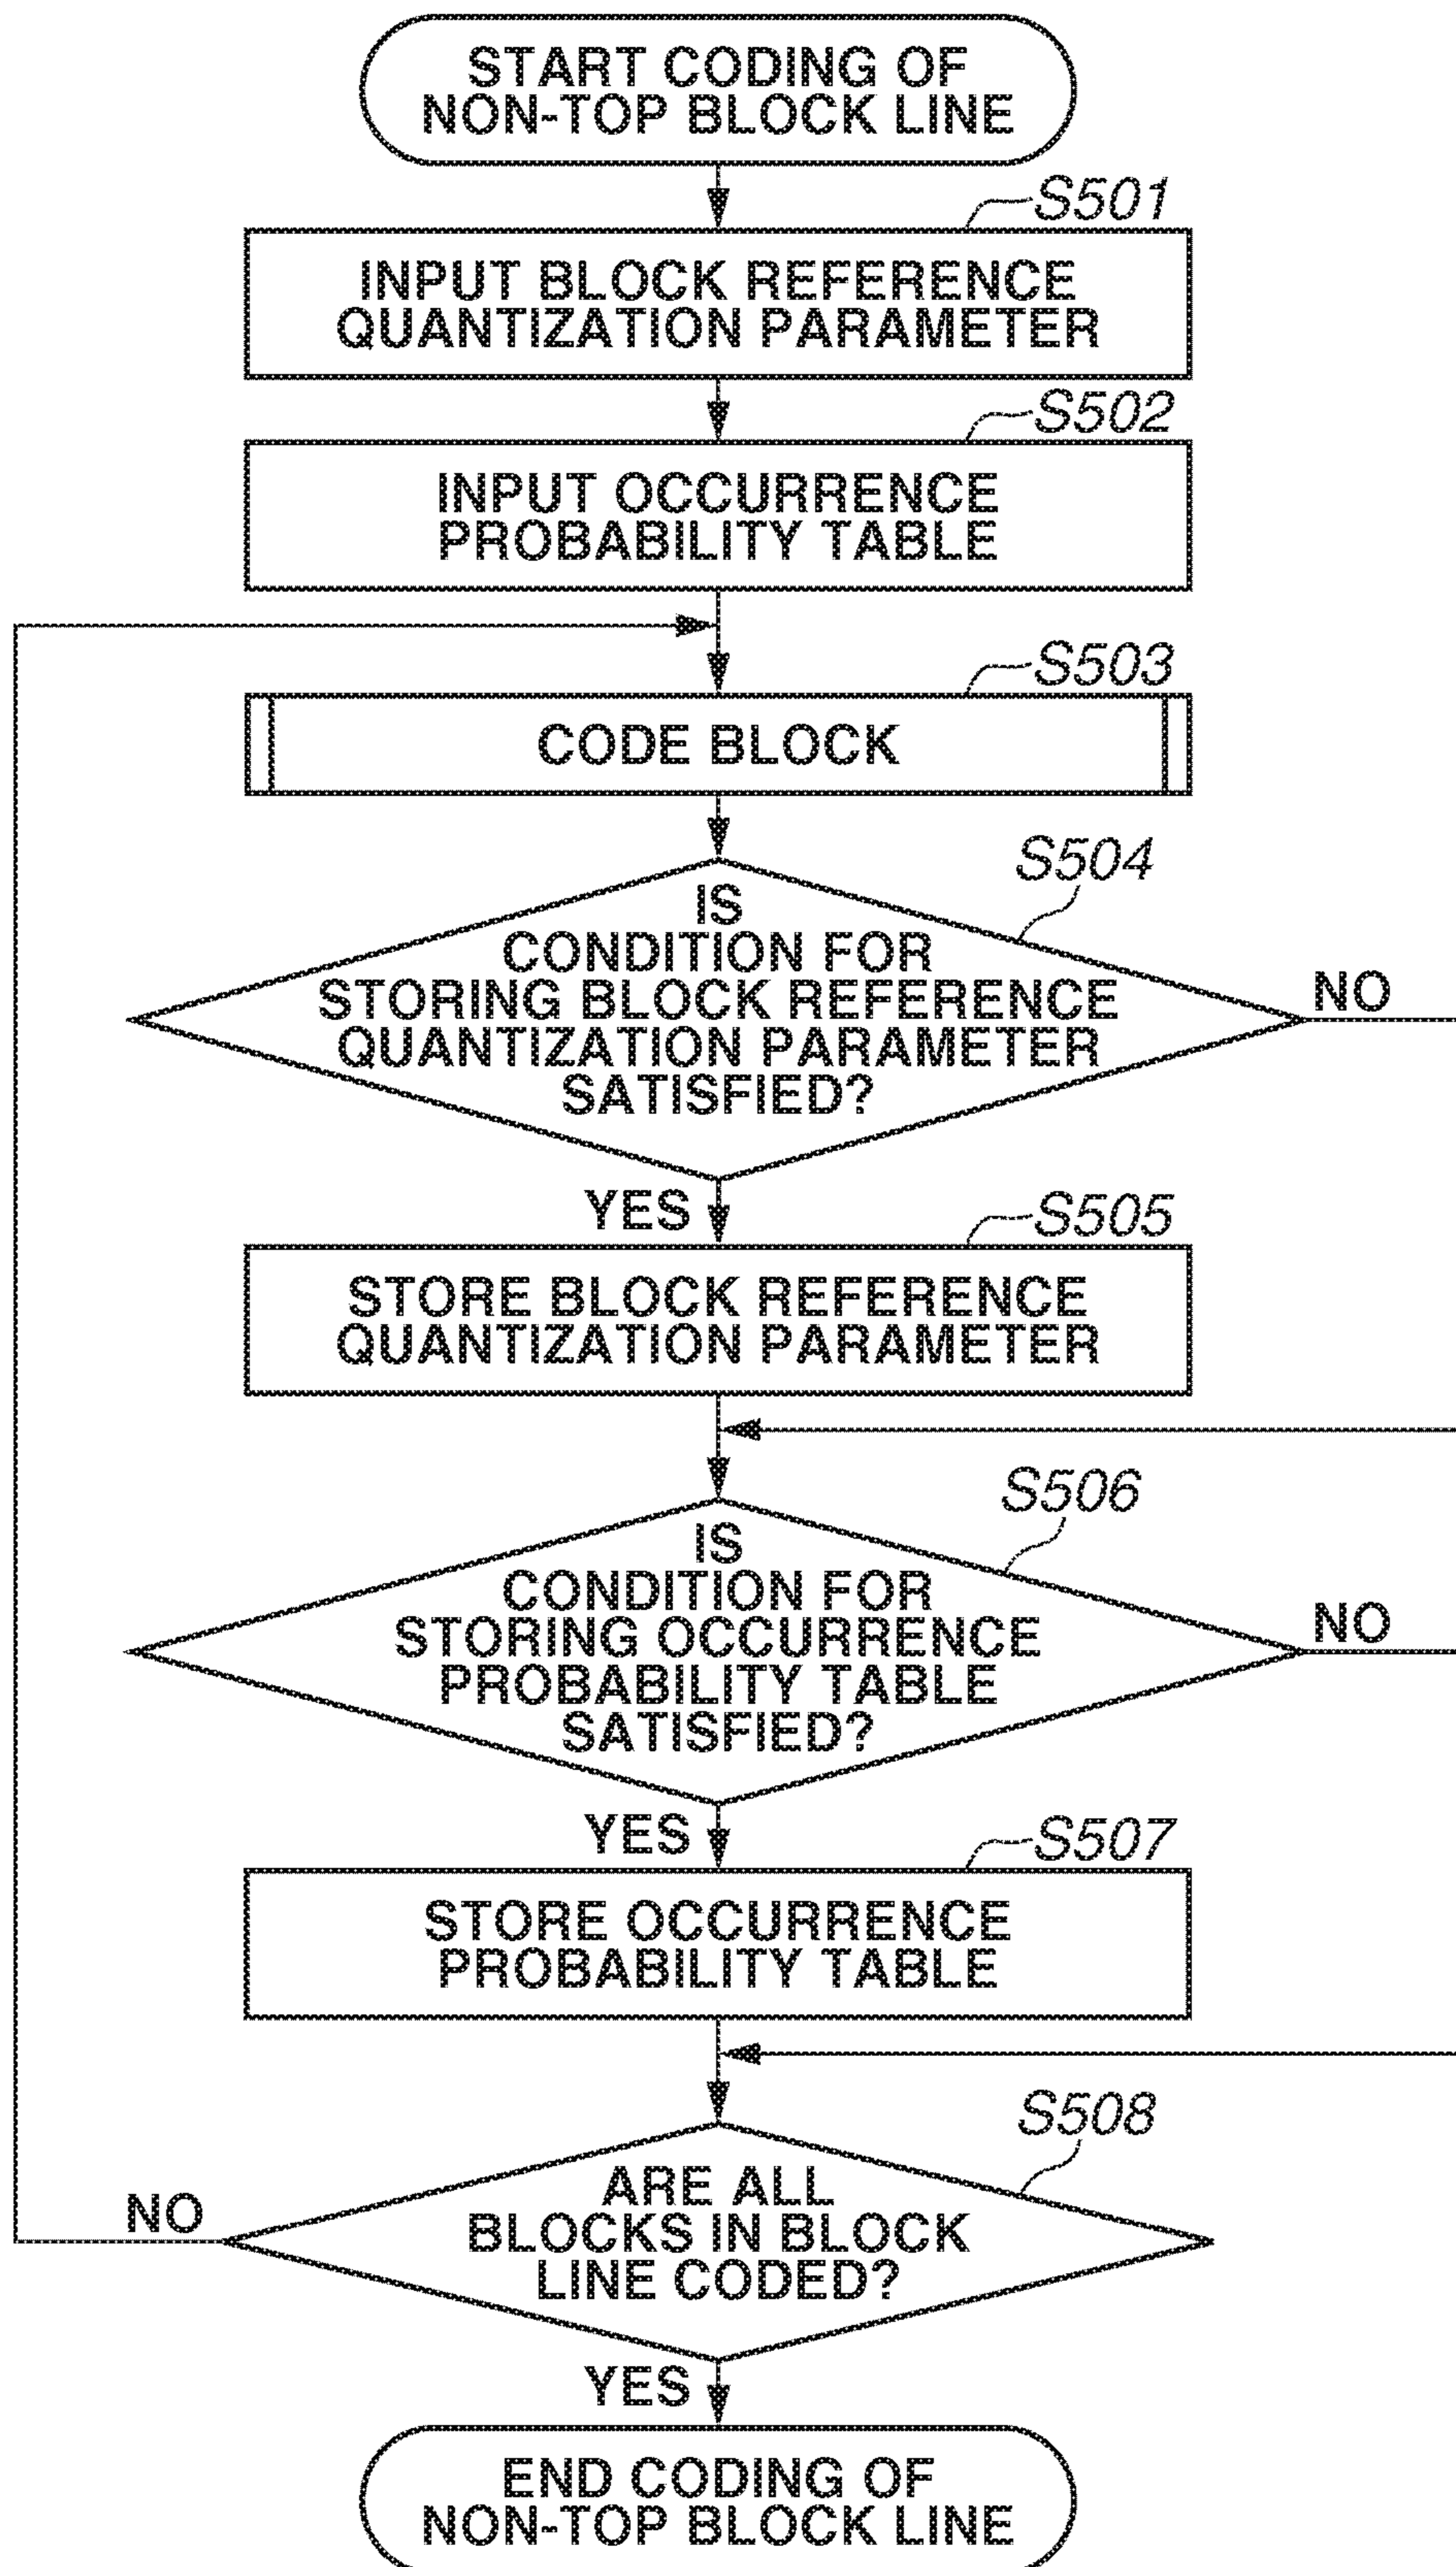 START CODING OF
NON-TOP BLOCK LINE
S501
INPUT BLOCK REFERENCE
QUANTIZATION PARAMETER
S502
INPUT OCCURRENCE
PROBABILITY TABLE
S503
CODE BLOCK
S504
IS
CONDITION FOR
STORING BLOCK REFERENCE
QUANTIZATION PARAMETER
SATISFIED?
NO
YES
S505
STORE BLOCK REFERENCE
QUANTIZATION PARAMETER
S506
IS
CONDITION FOR
STORING OCCURRENCE
PROBABILITY TABLE
SATISFIED?
NO
YES
S507
STORE OCCURRENCE
PROBABILITY TABLE
S508
ARE ALL
BLOCKS IN BLOCK
LINE CODED?
NO
YES
END CODING OF
NON-TOP BLOCK LINE